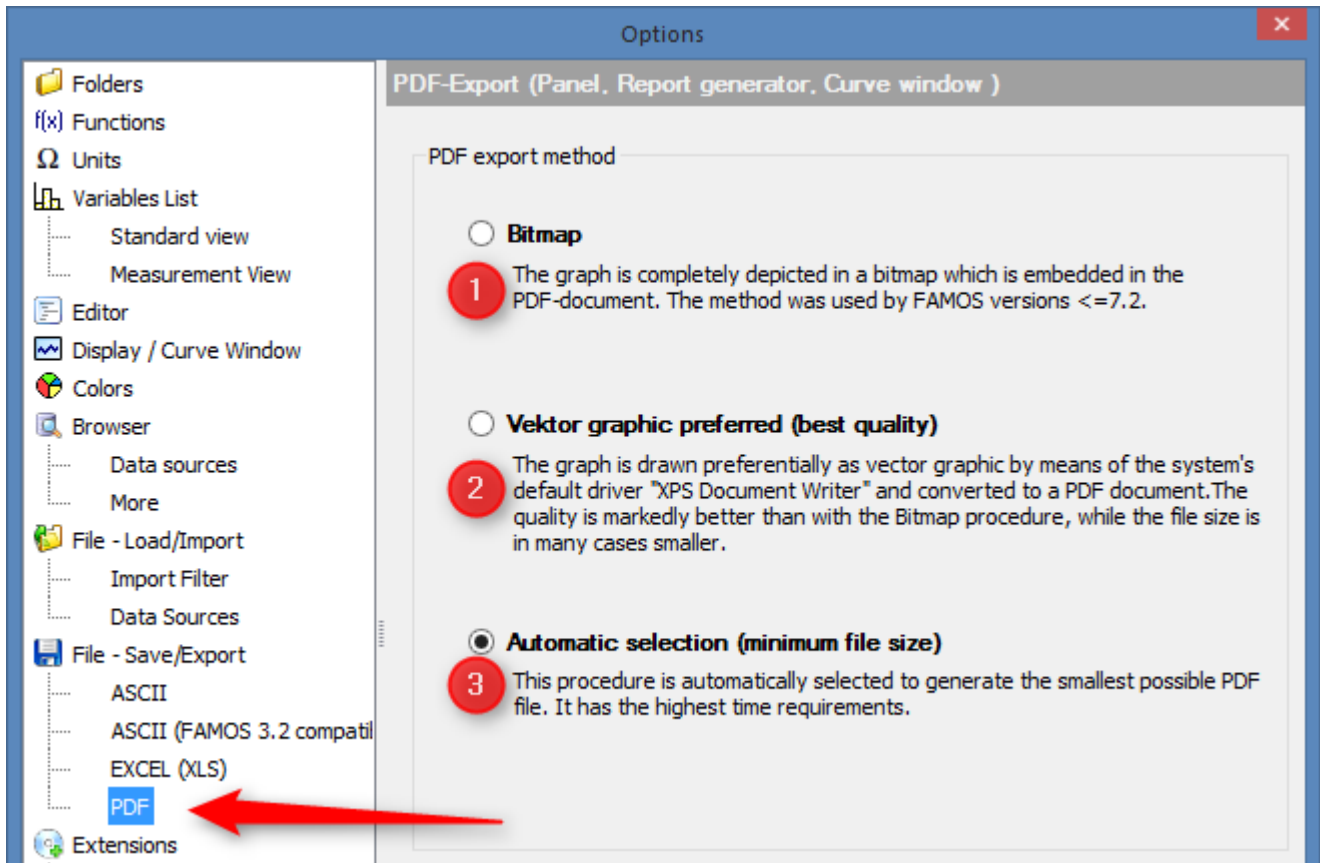 Options
×
Folders
f(x) Functions
Ω Units
Variables List
Standard view
Measurement View
Editor
Display / Curve Window
Colors
Browser
Data sources
More
File - Load/Import
Import Filter
Data Sources
File - Save/Export
ASCII
ASCII (FAMOS 3.2 compatil
EXCEL (XLS)
PDF
Extensions
PDF-Export (Panel, Report generator, Curve window )
PDF export method
Bitmap
1
The graph is completely depicted in a bitmap which is embedded in the
PDF-document. The method was used by FAMOS versions <=7.2.
Vektor graphic preferred (best quality)
2
The graph is drawn preferentially as vector graphic by means of the system's
default driver "XPS Document Writer" and converted to a PDF document.The
quality is markedly better than with the Bitmap procedure, while the file size is
in many cases smaller.
Automatic selection (minimum file size)
3
This procedure is automatically selected to generate the smallest possible PDF
file. It has the highest time requirements.